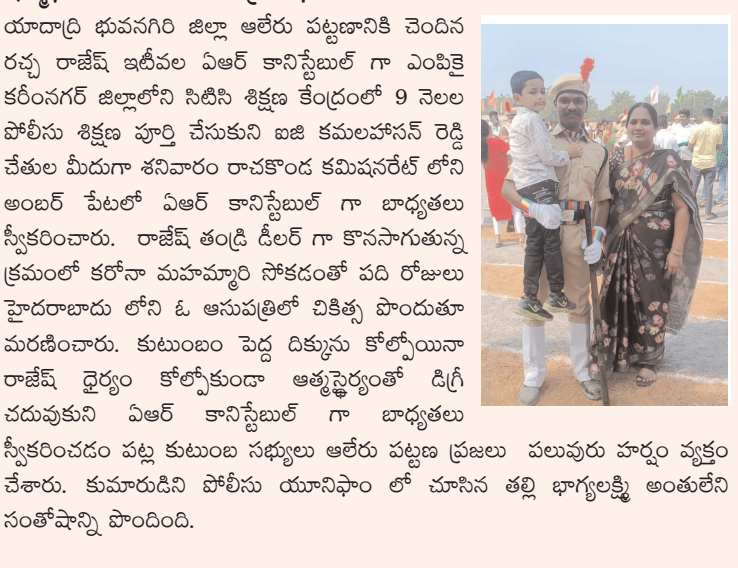 యాదాద్రి భువనగిరి జిల్లా ఆలేరు పట్టణానికి చెందిన
రచ్చ రాజేష్ ఇటీవల ఏఆర్ కానిస్టేబుల్ గా ఎంపికై
కరీంనగర్ జిల్లాలోని సిటిసి శిక్షణ కేంద్రంలో 9 నెలల
పోలీసు శిక్షణ పూర్తి చేసుకుని ఐజి కమలహాసన్ రెడ్డి
చేతుల మీదుగా శనివారం రాచకొండ కమిషనరేట్ లోని
అంబర్ పేటలో ఏఆర్ కానిస్టేబుల్ గా బాధ్యతలు
స్వీకరించారు. రాజేష్ తండ్రి డీలర్ గా కొనసాగుతున్న
క్రమంలో కరోనా మహమ్మారి సోకడంతో పది రోజులు
హైదరాబాదు లోని ఓ ఆసుపత్రిలో చికిత్స పొందుతూ
మరణించారు. కుటుంబం పెద్ద దిక్కును కోల్పోయినా
రాజేష్ ధైర్యం కోల్పోకుండా ఆత్మస్థైర్యంతో డిగ్రీ
చదువుకుని ఏఆర్ కానిస్టేబుల్ గా బాధ్యతలు
స్వీకరించడం పట్ల కుటుంబ సభ్యులు ఆలేరు పట్టణ ప్రజలు పలువురు హర్షం వ్యక్తం
చేశారు. కుమారుడిని పోలీసు యూనిఫాం లో చూసిన తల్లి భాగ్యలక్ష్మి అంతులేని
సంతోషాన్ని పొందింది.